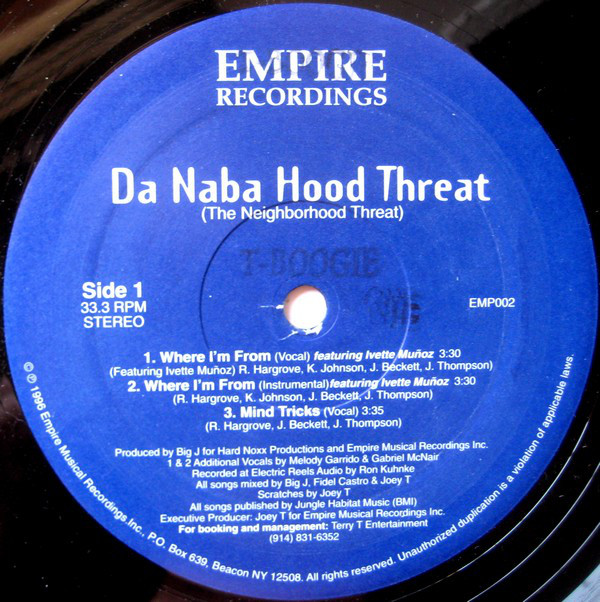 EMPIRE
RECORDINGS
Da Naba Hood Threat
(The Neighborhood Threat)
T-BOOGIE
Side 1
33.3 RPM
STEREO
EMP002
1. Where I'm From (Vocal) featuring Ivette Muñoz 3:30
(Featuring Ivette Muñoz) R. Hargrove, K. Johnson, J. Beckett, J. Thompson)
2. Where I'm From (Instrumental)featuring Ivette Muñoz 3:30
(R. Hargrove, K. Johnson, J. Beckett, J. Thompson)
3. Mind Tricks (Vocal) 3:35
(R. Hargrove, J. Beckett, J. Thompson)
Produced by Big J for Hard Noxx Productions and Empire Musical Recordings Inc.
1 & 2 Additional Vocals by Melody Garrido & Gabriel McNair
Recorded at Electric Reels Audio by Ron Kuhnke
All songs mixed by Big J, Fidel Castro & Joey T
Scratches by Joey T
All songs published by Jungle Habitat Music (BMI)
Executive Producer: Joey T for Empire Musical Recordings Inc.
For booking and management: Terry T Entertainment
(914) 831-6352
© ℗ 1996 Empire Musical Recordings.Inc., P.O. Box 639, Beacon NY 12508. All rights reserved. Unauthorized duplication is a violation of applicable laws.